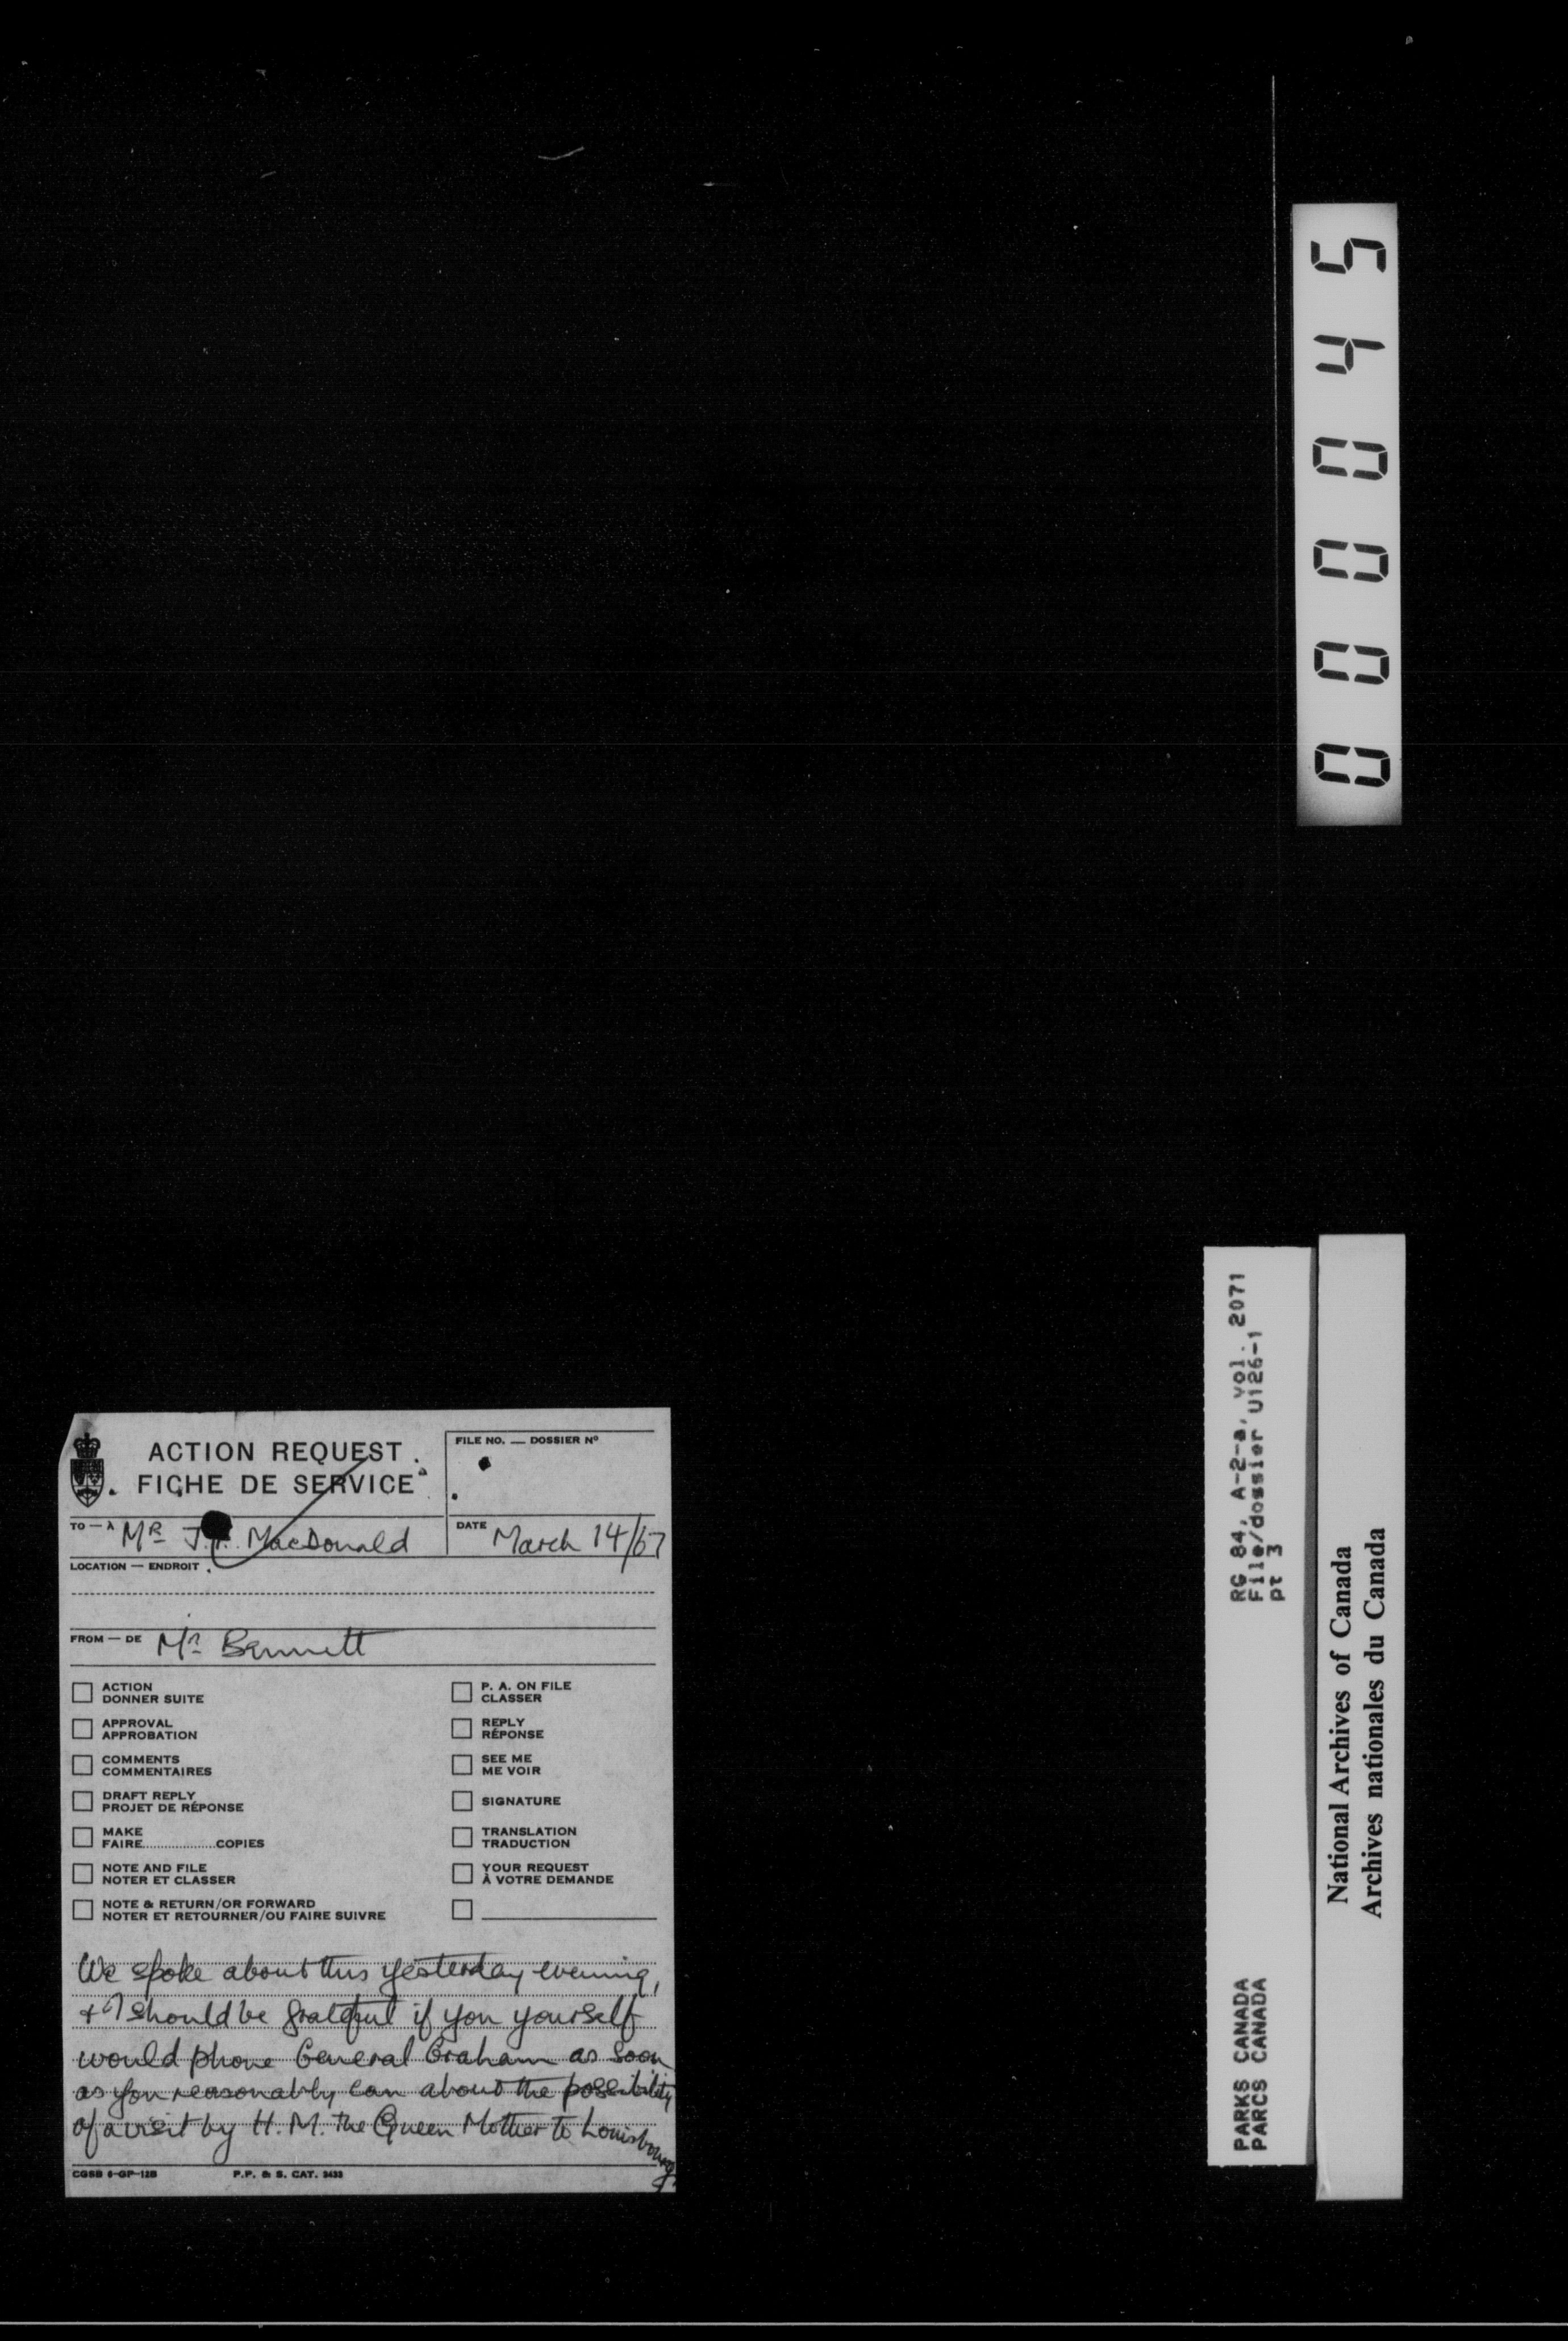 000045
ACTION REQUEST
FICHE DE SERVICE
FILE NO. — DOSSIER Nº
TO — À Mr J. MacDonald
DATE March 14/67
LOCATION — ENDROIT
FROM — DE Mr Bennett
ACTION
DONNER SUITE
APPROVAL
APPROBATION
COMMENTS
COMMENTAIRES
DRAFT REPLY
PROJET DE RÉPONSE
MAKE
FAIRE..................COPIES
NOTE AND FILE
NOTER ET CLASSER
NOTE & RETURN/OR FORWARD
NOTER ET RETOURNER/OU FAIRE SUIVRE
P. A. ON FILE
CLASSER
REPLY
RÉPONSE
SEE ME
ME VOIR
SIGNATURE
TRANSLATION
TRADUCTION
YOUR REQUEST
À VOTRE DEMANDE
We spoke about this yesterday evening,
+ I should be grateful if you yourself
would phone General Graham as soon
as you reasonably can about the possibility
of a visit by H. M. the Queen Mother to Louisbourg.
CGSB 6-GP-12B P.P. & S. CAT. 3433
RG 84, A-2-a, vol. 2071
File/dossier U126-1
pt 3
PARKS CANADA
PARCS CANADA
National Archives of Canada
Archives nationales du Canada